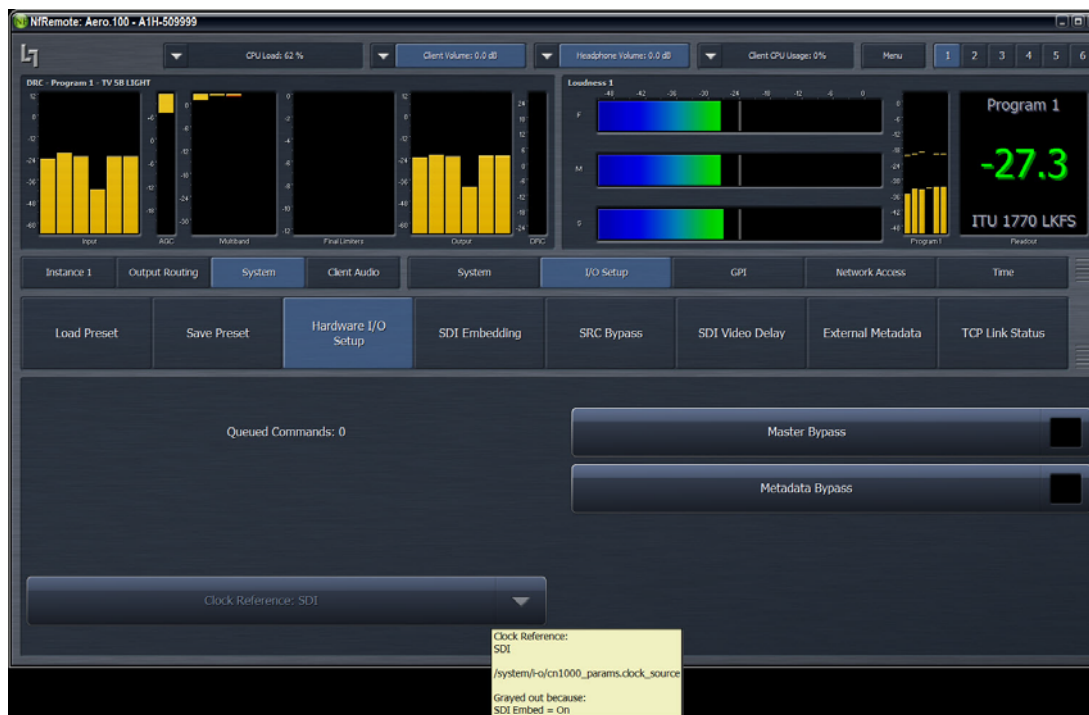 NfRemote: Aero.100 - A1H-509999
CPU Load: 62 %
Client Volume: 0.0 dB
Headphone Volume: 0.0 dB
Client CPU Usage: 0%
Menu
1 2 3 4 5 6
DRC - Program 1 - TV 5B LIGHT
Input
AGC
Multiband
Final Limiters
Output
DRC
Loudness 1
F
M
S
Program 1
Program 1
-27.3
ITU 1770 LKFS
Readout
Instance 1
Output Routing
System
Client Audio
System
I/O Setup
GPI
Network Access
Time
Load Preset
Save Preset
Hardware I/O
Setup
SDI Embedding
SRC Bypass
SDI Video Delay
External Metadata
TCP Link Status
Queued Commands: 0
Master Bypass
Metadata Bypass
Clock Reference: SDI
Clock Reference:
SDI
/system/i-o/cn1000_params.clock_source
Grayed out because:
SDI Embed = On